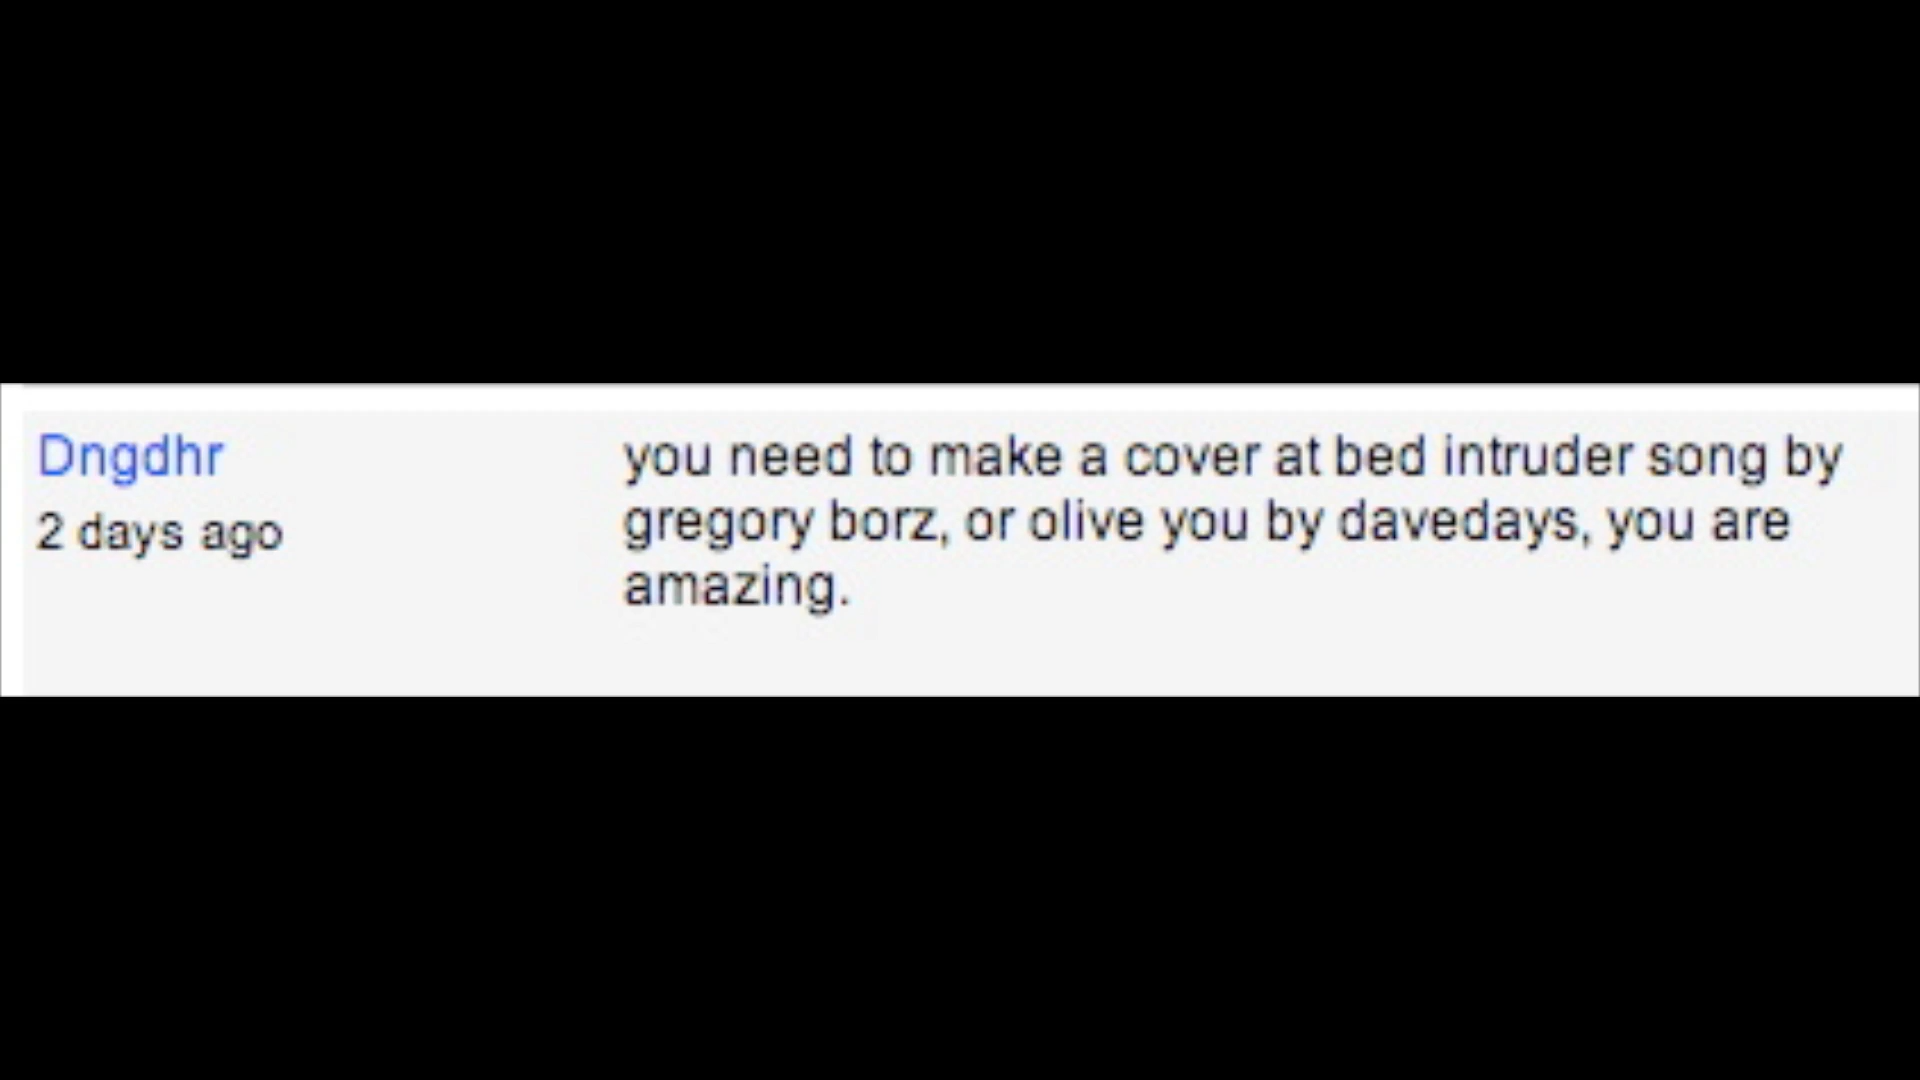 Dngdhr
2 days ago
you need to make a cover at bed intruder song by
gregory borz, or olive you by davedays, you are
amazing.